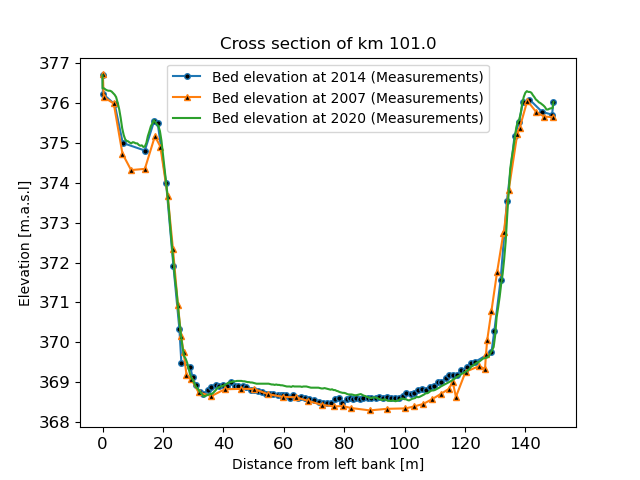 Cross section of km 101.0
Bed elevation at 2014 (Measurements)
Bed elevation at 2007 (Measurements)
Bed elevation at 2020 (Measurements)
Elevation [m.a.s.l]
377
376
375
374
373
372
371
370
369
368
0 20 40 60 80 100 120 140
Distance from left bank [m]